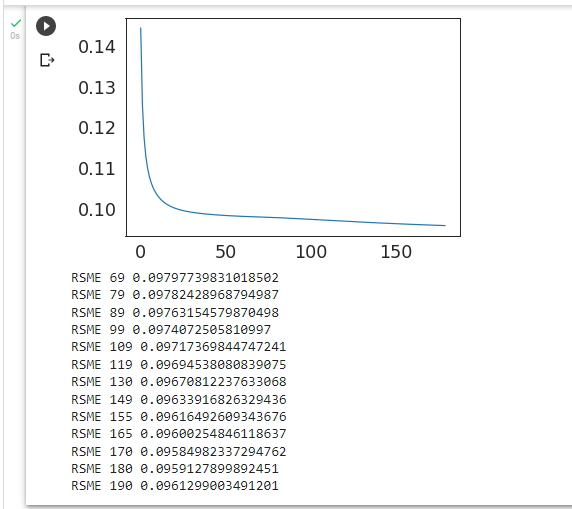 0s
0.14
0.13
0.12
0.11
0.10
0 50 100 150
RSME 69 0.09797739831018502
RSME 79 0.09782428968794987
RSME 89 0.09763154579870498
RSME 99 0.0974072505810997
RSME 109 0.09717369844747241
RSME 119 0.09694538080839075
RSME 130 0.09670812237633068
RSME 149 0.09633916826329436
RSME 155 0.09616492609343676
RSME 165 0.09600254846118637
RSME 170 0.09584982337294762
RSME 180 0.0959127899892451
RSME 190 0.0961299003491201